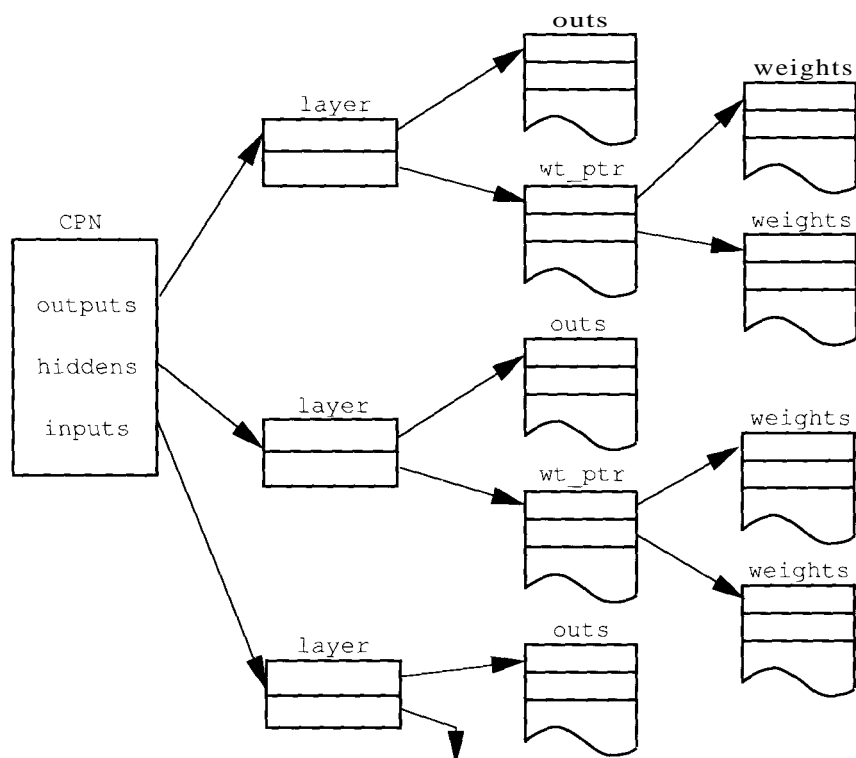 outs
weights
layer
wt_ptr
CPN
weights
outputs
outs
hiddens
layer
weights
inputs
wt_ptr
weights
layer
outs